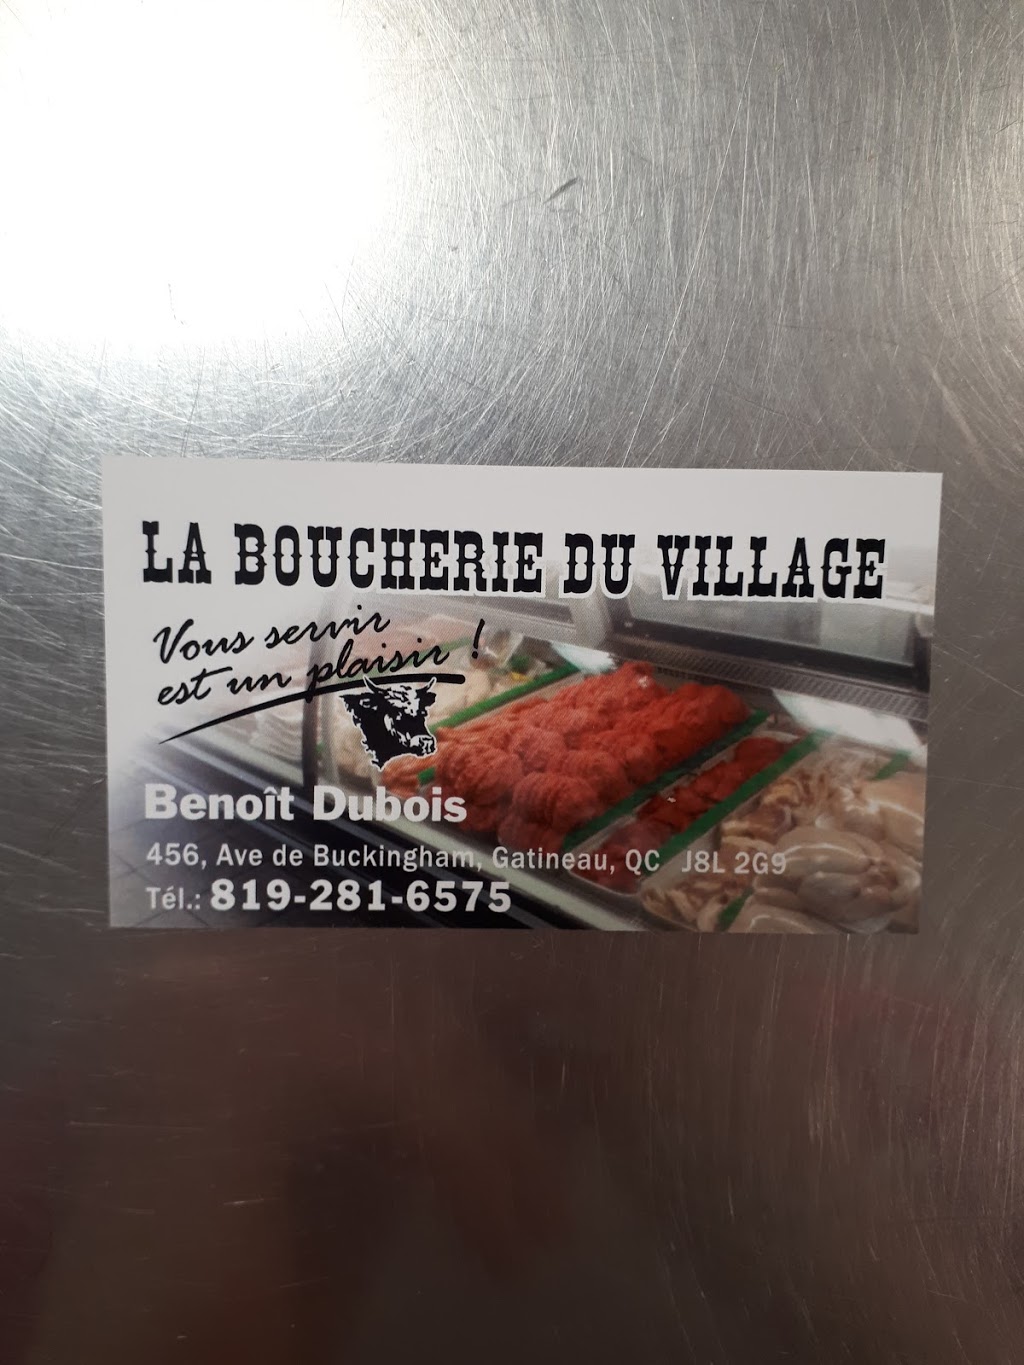 LA BOUCHERIE DU VILLAGE
Vous servir
est un plaisir !
Benoît Dubois
456, Ave de Buckingham, Gatineau, QC J8L 2G9
Tél.: 819-281-6575